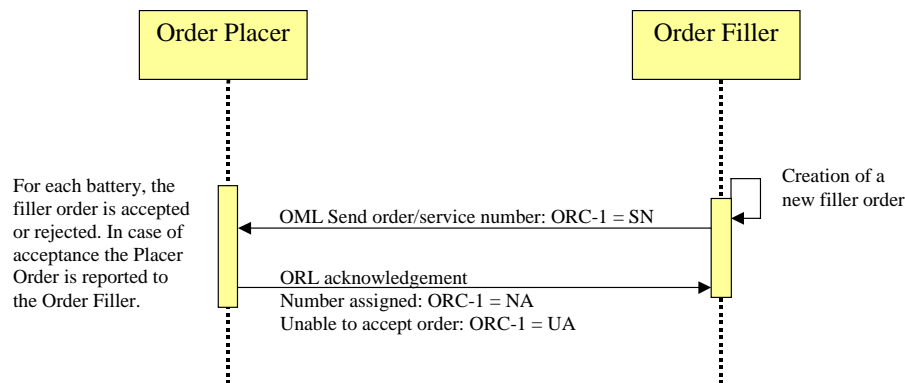 Order Placer
Order Filler
For each battery, the
filler order is accepted
or rejected. In case of
acceptance the Placer
Order is reported to
the Order Filler.
Creation of a
new filler order
OML Send order/service number: ORC-1 = SN
ORL acknowledgement
Number assigned: ORC-1 = NA
Unable to accept order: ORC-1 = UA